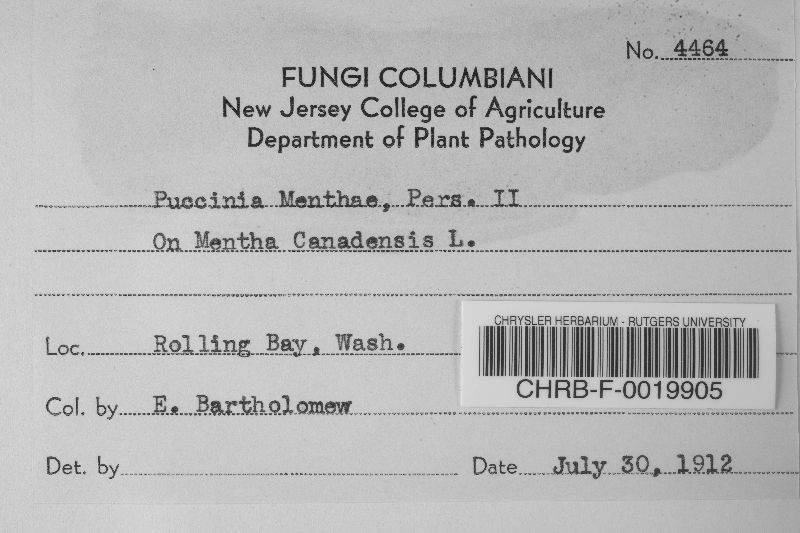 No. 4464
FUNGI COLUMBIANI
New Jersey College of Agriculture
Department of Plant Pathology
Puccinia Menthae, Pers. II
On Mentha Canadensis L.
CHRYSLER HERBARIUM - RUTGERS UNIVERSITY
CHRB-F-0019905
Loc. Rolling Bay, Wash.
Col. by E. Bartholomew
Det. by
Date July 30, 1912